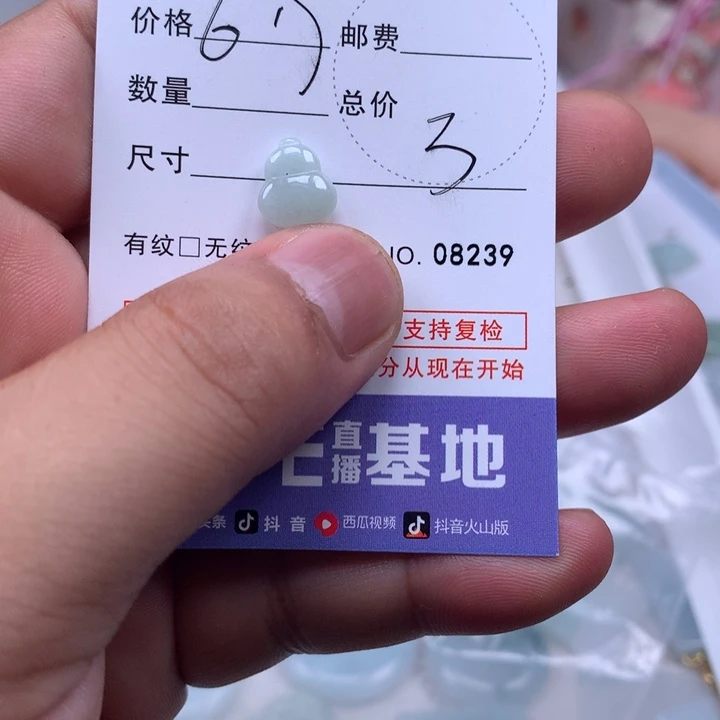 价格 邮费
数量 总价
3
尺寸
有纹□无纹 NO. 08239
支持复检
分从现在开始
直播基地
头条 抖音 西瓜视频 抖音火山版